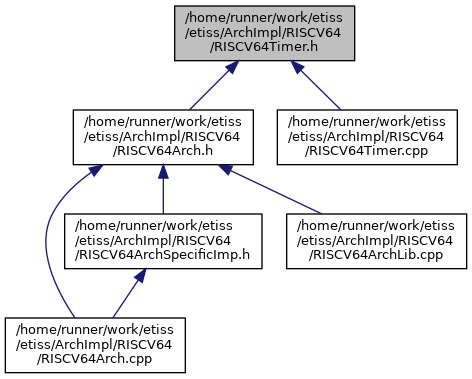 /home/runner/work/etiss
/etiss/ArchImpl/RISCV64
/RISCV64Timer.h
/home/runner/work/etiss
/etiss/ArchImpl/RISCV64
/RISCV64Arch.h
/home/runner/work/etiss
/etiss/ArchImpl/RISCV64
/RISCV64Timer.cpp
/home/runner/work/etiss
/etiss/ArchImpl/RISCV64
/RISCV64ArchSpecificImp.h
/home/runner/work/etiss
/etiss/ArchImpl/RISCV64
/RISCV64ArchLib.cpp
/home/runner/work/etiss
/etiss/ArchImpl/RISCV64
/RISCV64Arch.cpp